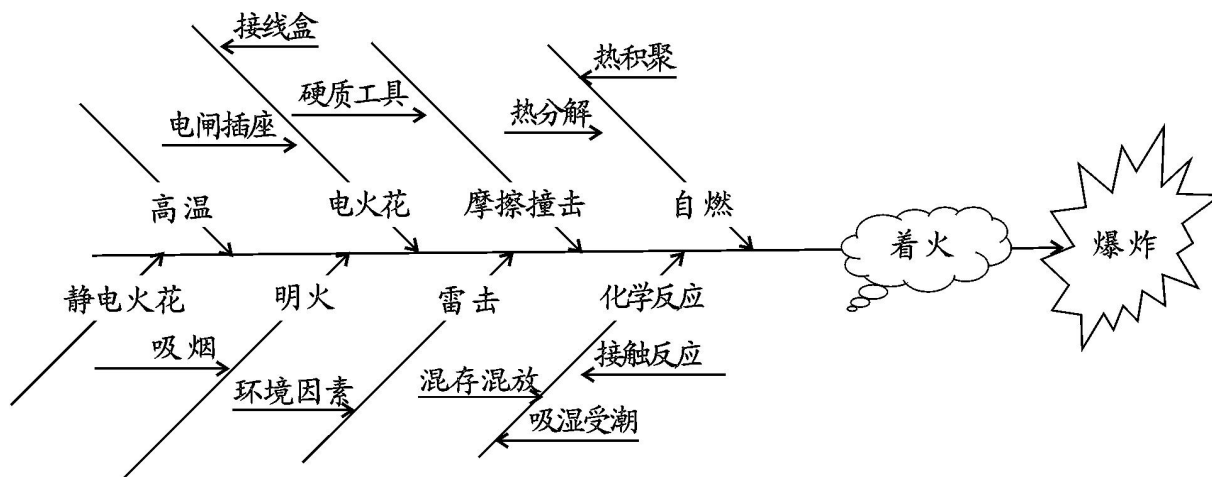 接线盒
热积聚
硬质工具
热分解
电闸插座
高温
电火花
摩擦撞击
自燃
着火
爆炸
静电火花
明火
雷击
化学反应
吸烟
接触反应
环境因素
混存混放
吸湿受潮